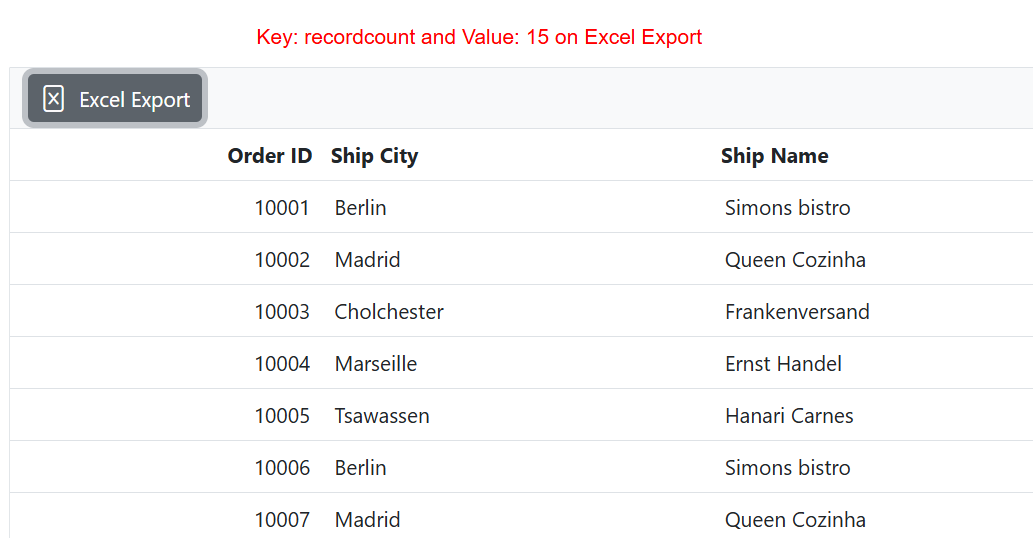 Key: recordcount and Value: 15 on Excel Export
Excel Export
Order ID Ship City Ship Name
10001 Berlin Simons bistro
10002 Madrid Queen Cozinha
10003 Cholchester Frankenversand
10004 Marseille Ernst Handel
10005 Tsawassen Hanari Carnes
10006 Berlin Simons bistro
10007 Madrid Queen Cozinha